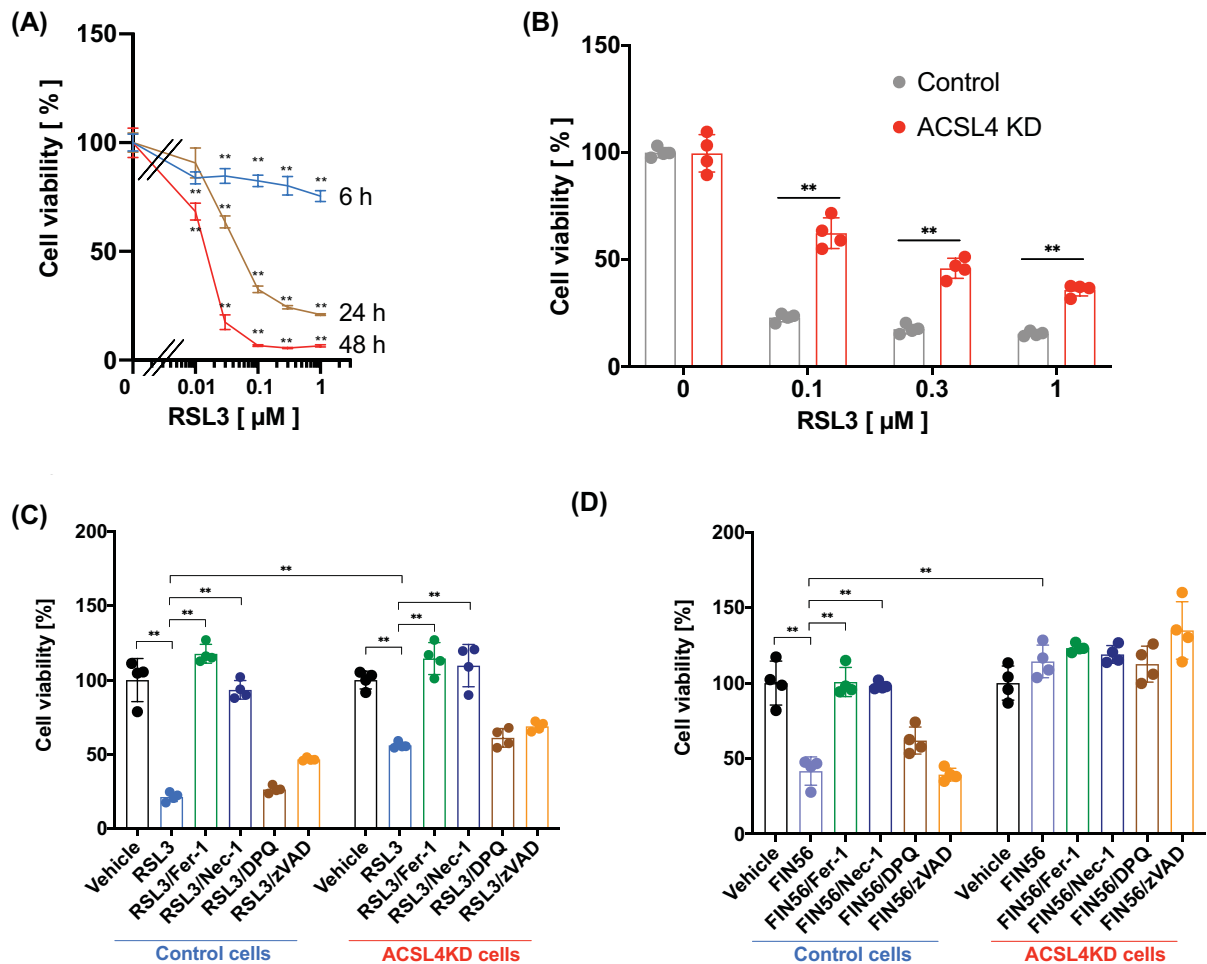 (A)
150
100
50
0
Cell viability [ % ]
**
**
**
**
**
**
**
**
**
**
**
**
**
**
6 h
24 h
48 h
0
0.01
0.1
1
RSL3 [ µM ]
(B)
150
100
50
0
Cell viability [ % ]
Control
ACSL4 KD
**
**
**
0
0.1
0.3
1
RSL3 [ µM ]
(C)
200
150
100
50
0
Cell viability [%]
**
**
**
**
**
**
**
Vehicle
RSL3
RSL3/Fer-1
RSL3/Nec-1
RSL3/DPQ
RSL3/zVAD
Vehicle
RSL3
RSL3/Fer-1
RSL3/Nec-1
RSL3/DPQ
RSL3/zVAD
Control cells
ACSL4KD cells
(D)
200
150
100
50
0
Cell viability [%]
**
**
**
**
Vehicle
FIN56
FIN56/Fer-1
FIN56/Nec-1
FIN56/DPQ
FIN56/zVAD
Vehicle
FIN56
FIN56/Fer-1
FIN56/Nec-1
FIN56/DPQ
FIN56/zVAD
Control cells
ACSL4KD cells